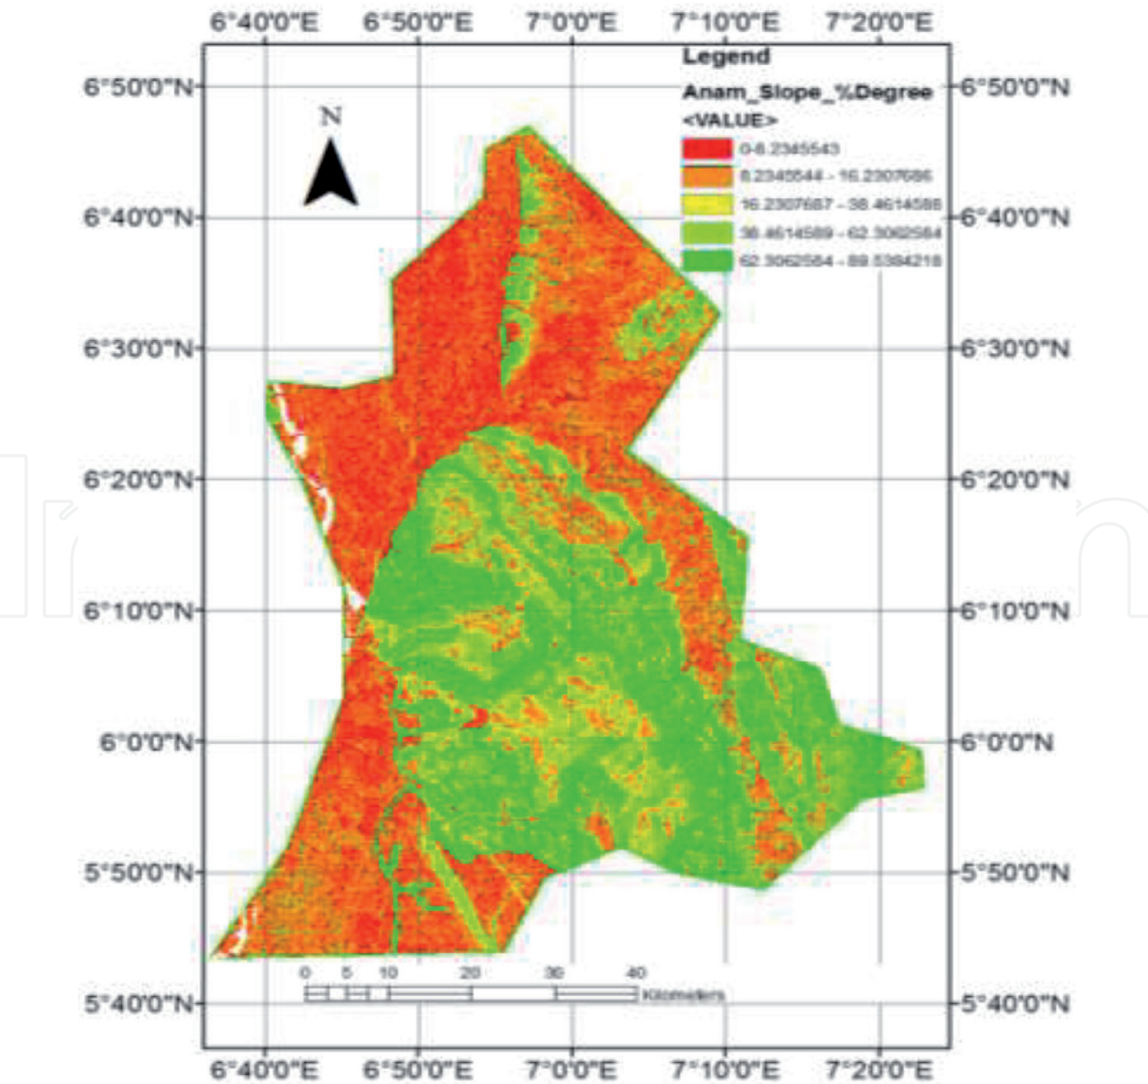 6°40'0"E 6°50'0"E 7°0'0"E 7°10'0"E 7°20'0"E
Legend
6°50'0"N 6°50'0"N
Anam_Slope_%Degree
N
<VALUE>
0-8.2345543
8.2345544 - 16.2307686
16.2307687 - 38.4614588
6°40'0"N 6°40'0"N
38.4614589 - 62.3062584
62.3062584 - 89.5384218
6°30'0"N 6°30'0"N
6°20'0"N 6°20'0"N
6°10'0"N 6°10'0"N
6°0'0"N 6°0'0"N
5°50'0"N 5°50'0"N
0 5 10 20 30 40
Kilometers
5°40'0"N 5°40'0"N
6°40'0"E 6°50'0"E 7°0'0"E 7°10'0"E 7°20'0"E